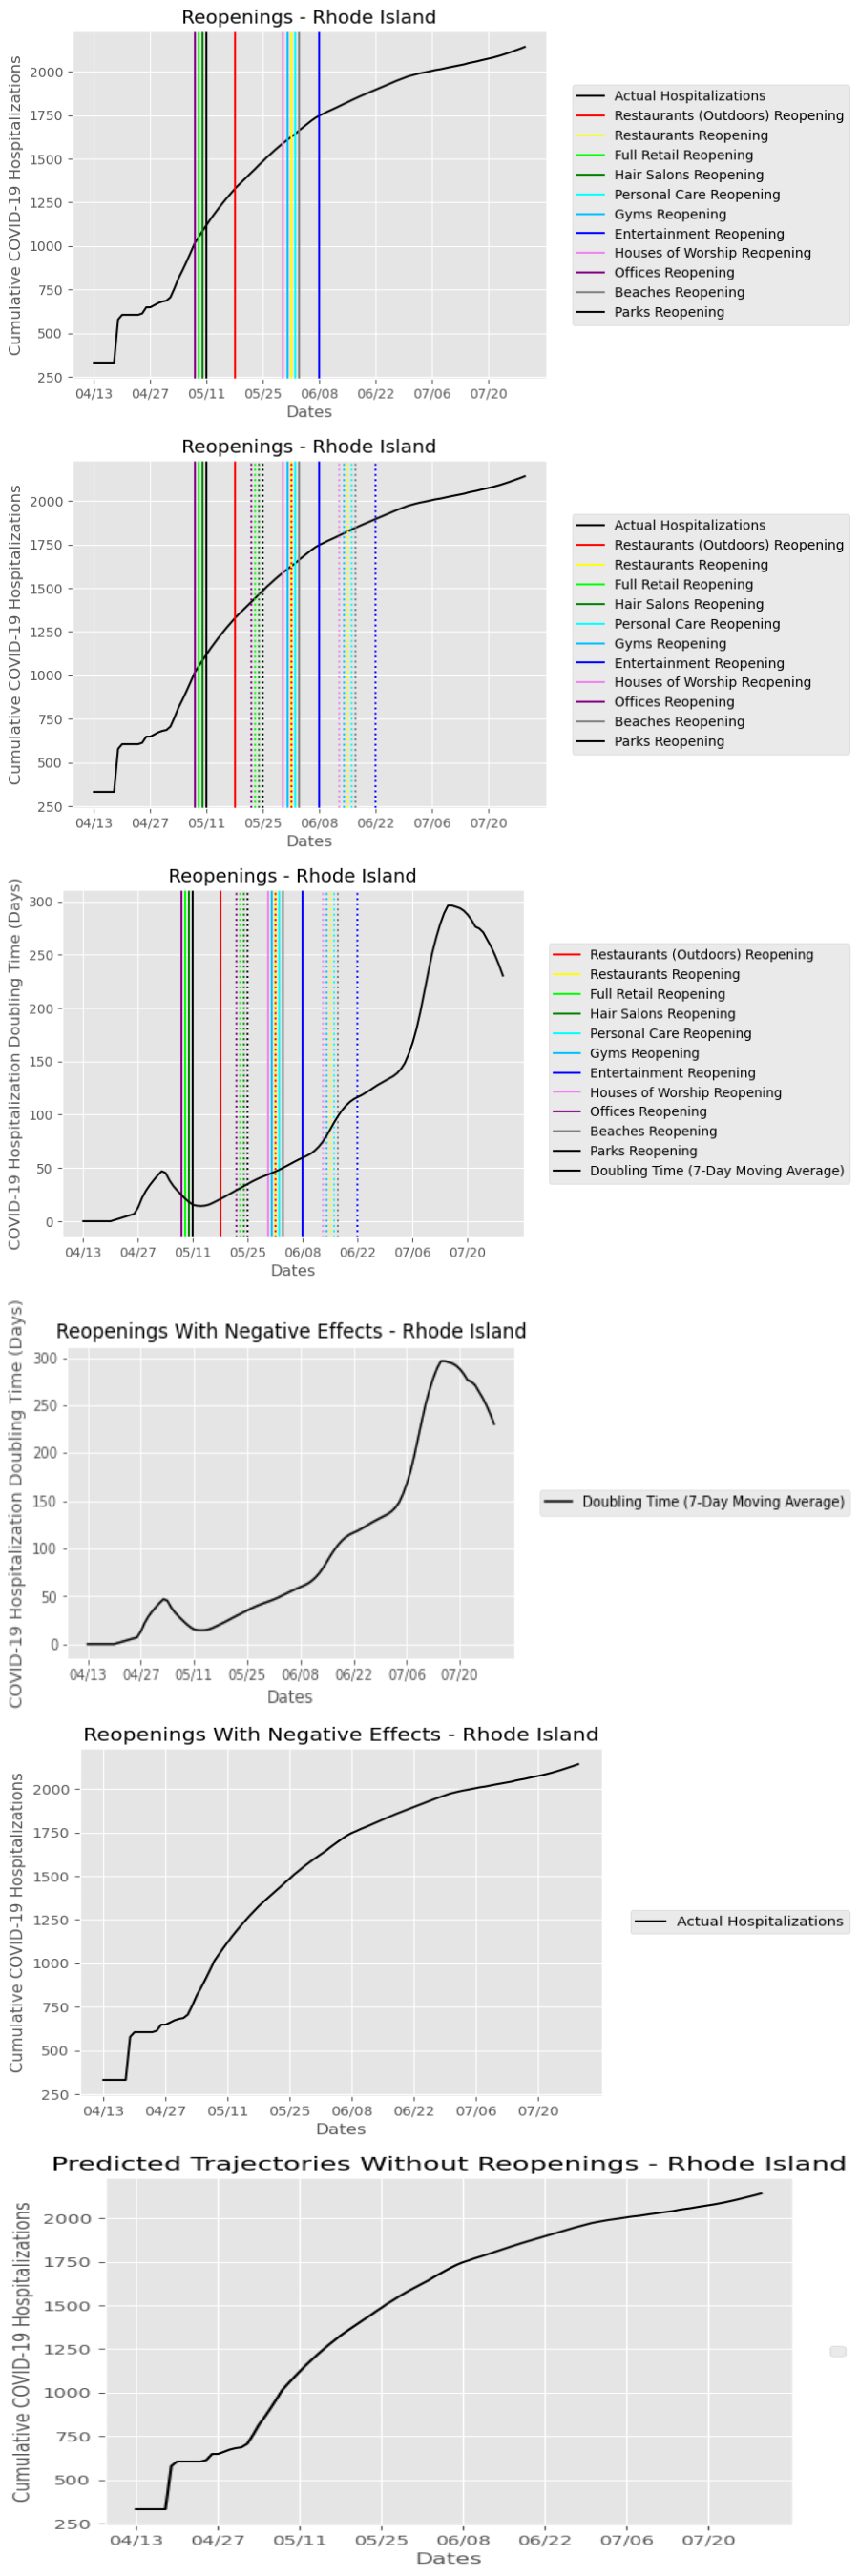 Reopenings - Rhode Island
Cumulative COVID-19 Hospitalizations
2000
1750
1500
1250
1000
750
500
250
04/13 04/27 05/11 05/25 06/08 06/22 07/06 07/20
Dates
Actual Hospitalizations
Restaurants (Outdoors) Reopening
Restaurants Reopening
Full Retail Reopening
Hair Salons Reopening
Personal Care Reopening
Gyms Reopening
Entertainment Reopening
Houses of Worship Reopening
Offices Reopening
Beaches Reopening
Parks Reopening
Reopenings - Rhode Island
Cumulative COVID-19 Hospitalizations
2000
1750
1500
1250
1000
750
500
250
04/13 04/27 05/11 05/25 06/08 06/22 07/06 07/20
Dates
Actual Hospitalizations
Restaurants (Outdoors) Reopening
Restaurants Reopening
Full Retail Reopening
Hair Salons Reopening
Personal Care Reopening
Gyms Reopening
Entertainment Reopening
Houses of Worship Reopening
Offices Reopening
Beaches Reopening
Parks Reopening
Reopenings - Rhode Island
COVID-19 Hospitalization Doubling Time (Days)
300
250
200
150
100
50
0
04/13 04/27 05/11 05/25 06/08 06/22 07/06 07/20
Dates
Restaurants (Outdoors) Reopening
Restaurants Reopening
Full Retail Reopening
Hair Salons Reopening
Personal Care Reopening
Gyms Reopening
Entertainment Reopening
Houses of Worship Reopening
Offices Reopening
Beaches Reopening
Parks Reopening
Doubling Time (7-Day Moving Average)
Reopenings With Negative Effects - Rhode Island
COVID-19 Hospitalization Doubling Time (Days)
300
250
200
150
100
50
0
04/13 04/27 05/11 05/25 06/08 06/22 07/06 07/20
Dates
Doubling Time (7-Day Moving Average)
Reopenings With Negative Effects - Rhode Island
Cumulative COVID-19 Hospitalizations
2000
1750
1500
1250
1000
750
500
250
04/13 04/27 05/11 05/25 06/08 06/22 07/06 07/20
Dates
Actual Hospitalizations
Predicted Trajectories Without Reopenings - Rhode Island
Cumulative COVID-19 Hospitalizations
2000
1750
1500
1250
1000
750
500
250
04/13 04/27 05/11 05/25 06/08 06/22 07/06 07/20
Dates